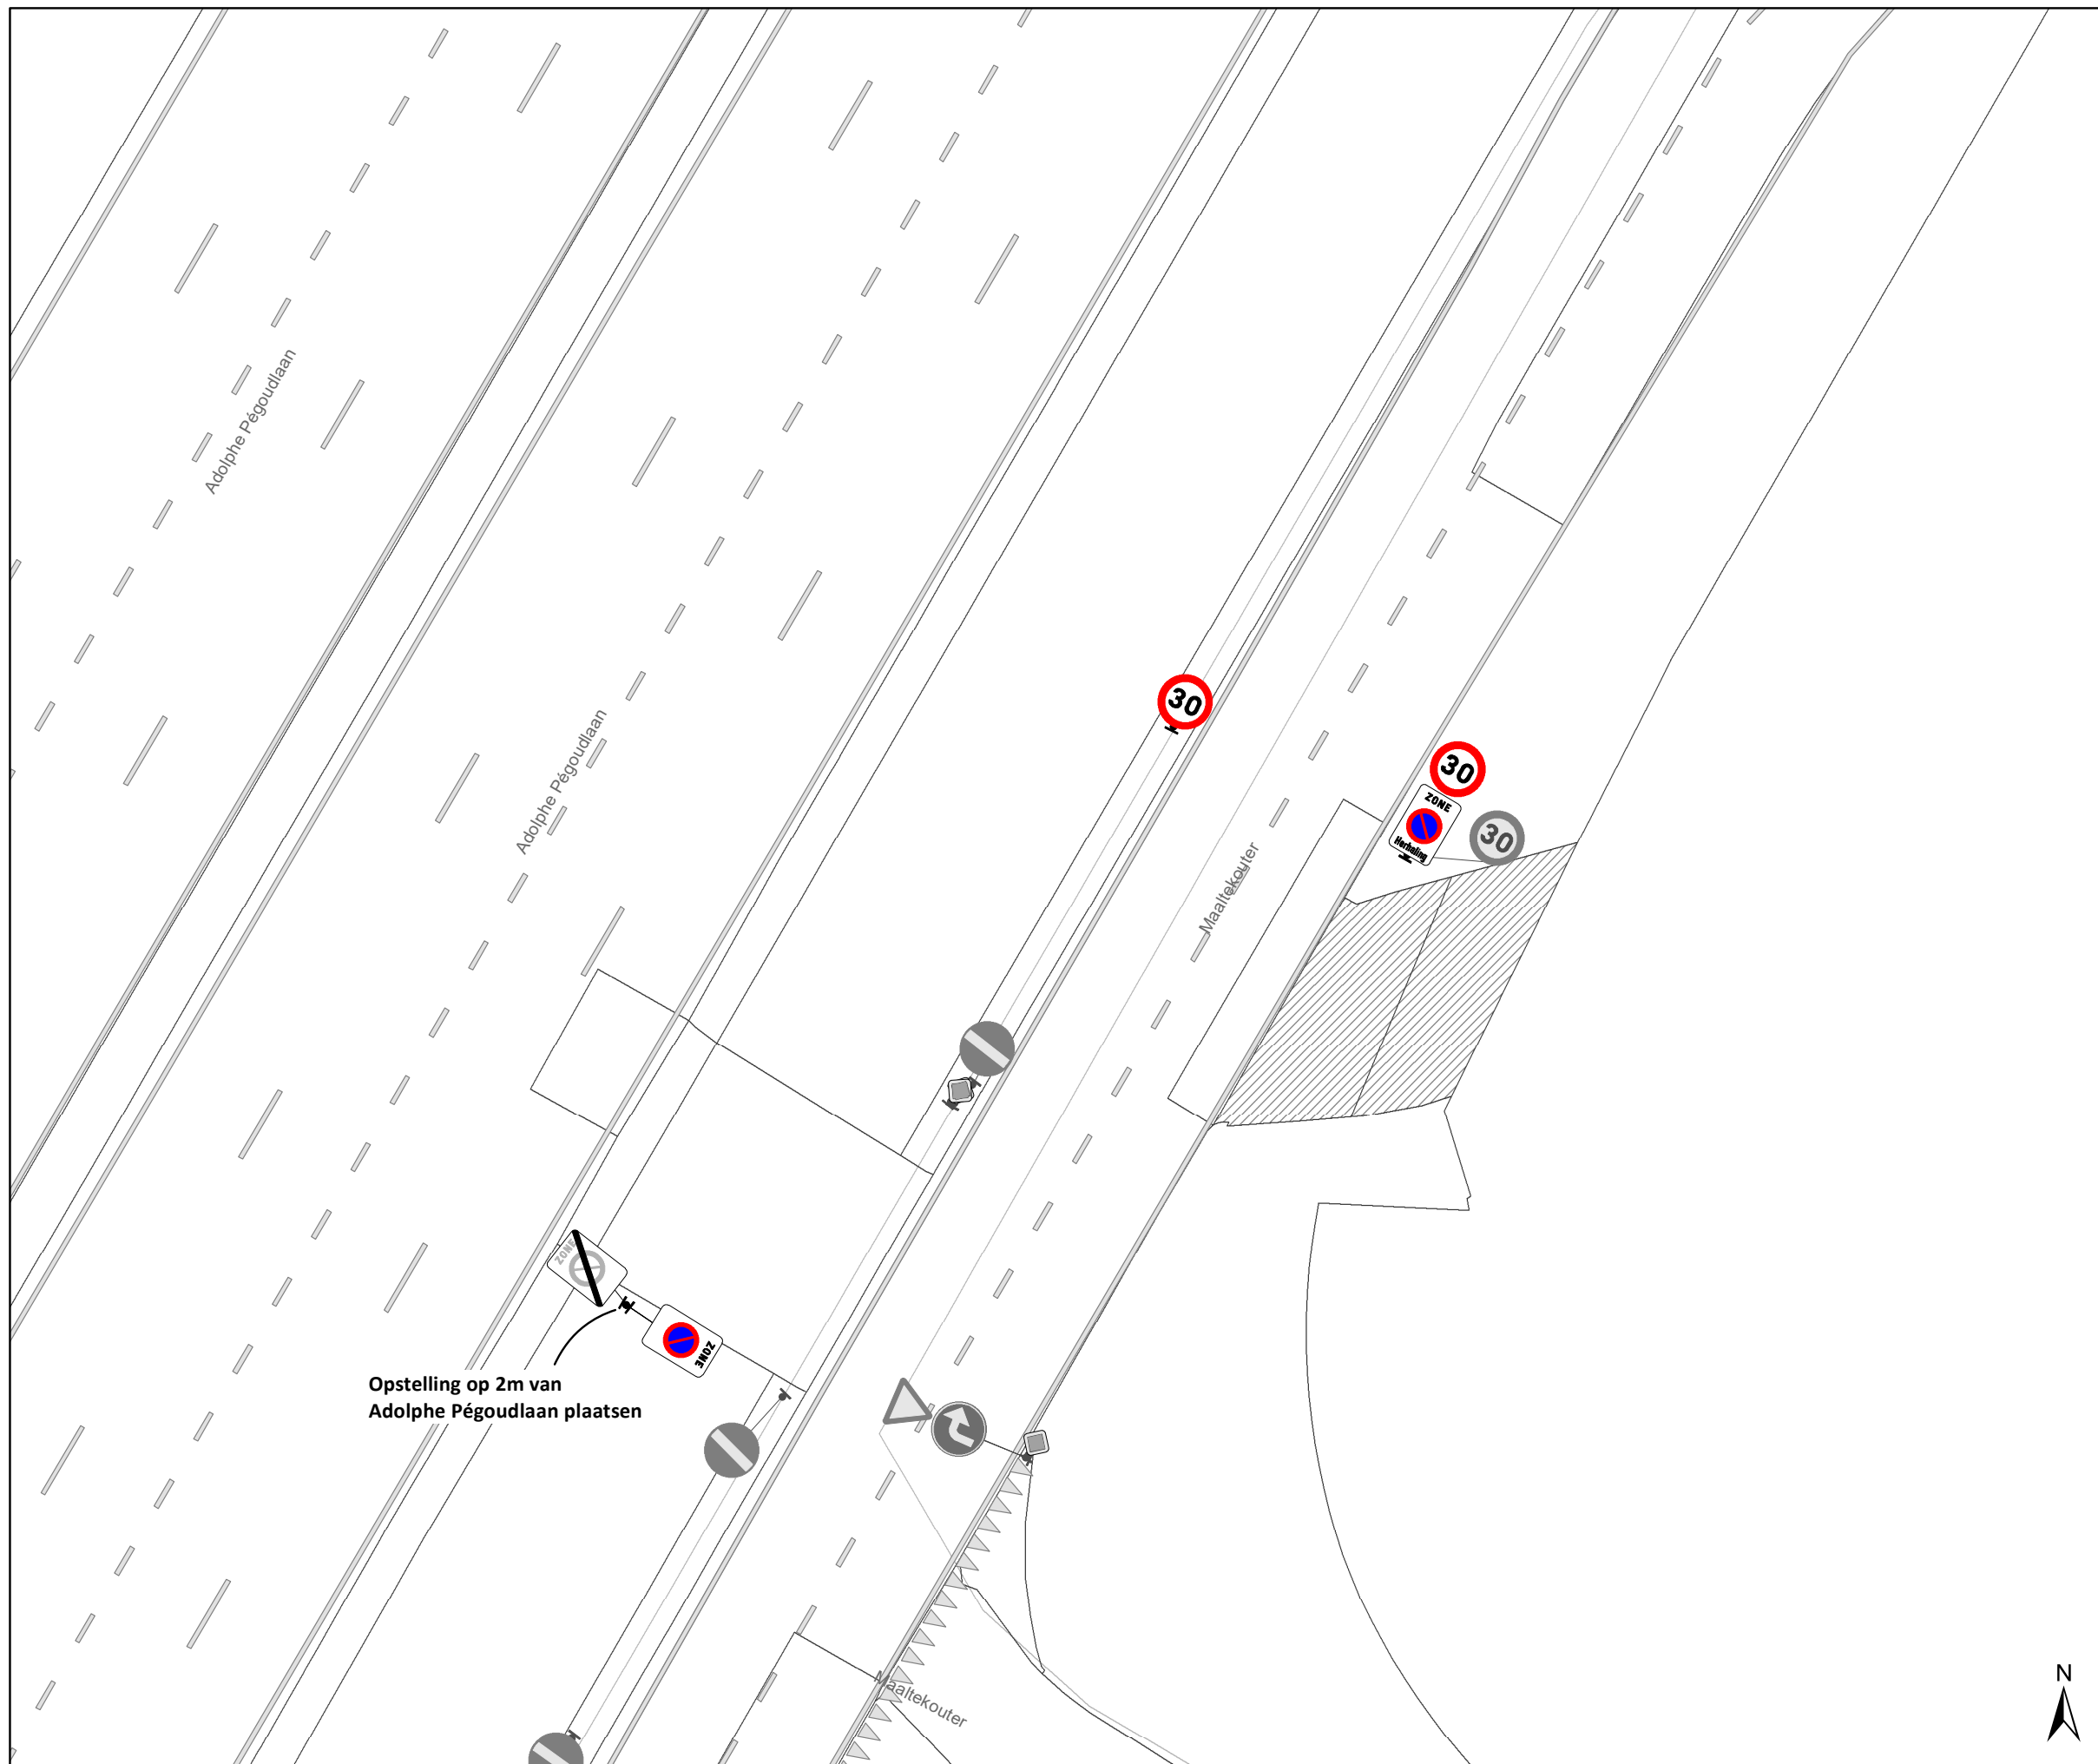 Adolphe Pégoudlaan
Adolphe Pégoudlaan
30
30
ZONE
Herhaling
30
Maaltekouter
ZONE
ZONE
Opstelling op 2m van
Adolphe Pégoudlaan plaatsen
Maaltekouter
N